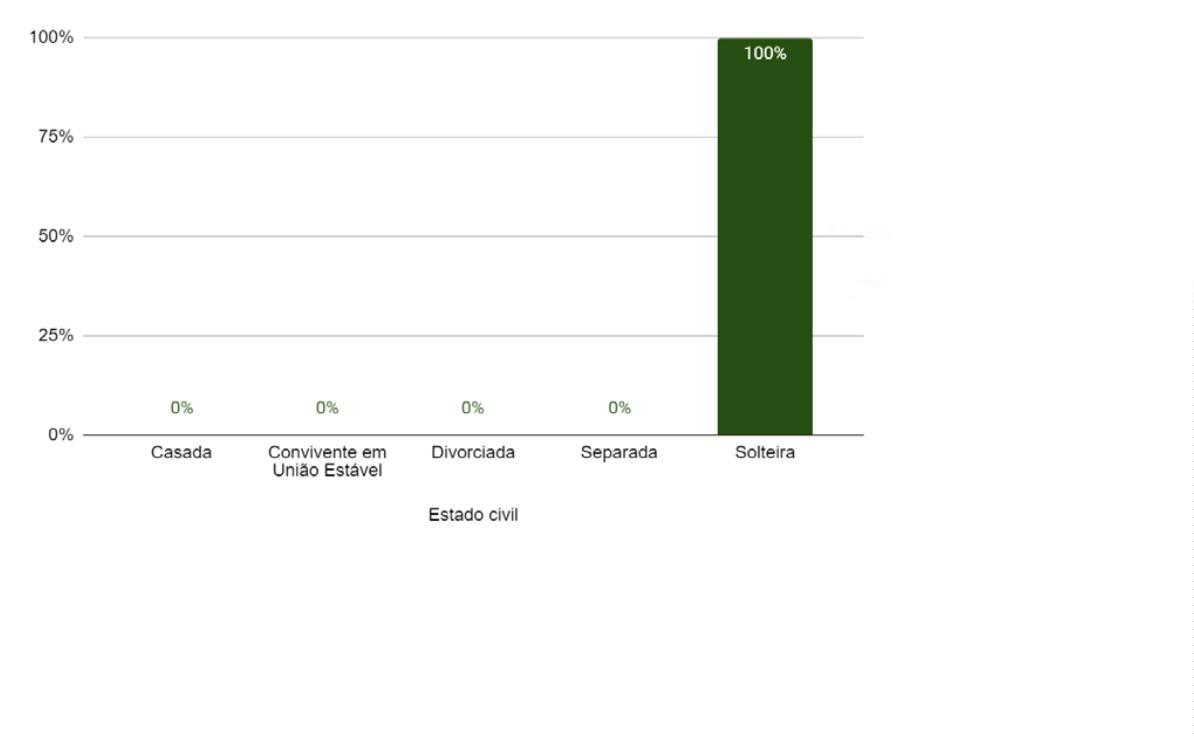 100%
100%
75%
50%
25%
0%
0%
0%
0%
0%
Casada
Convivente em
União Estável
Divorciada
Separada
Solteira
Estado civil